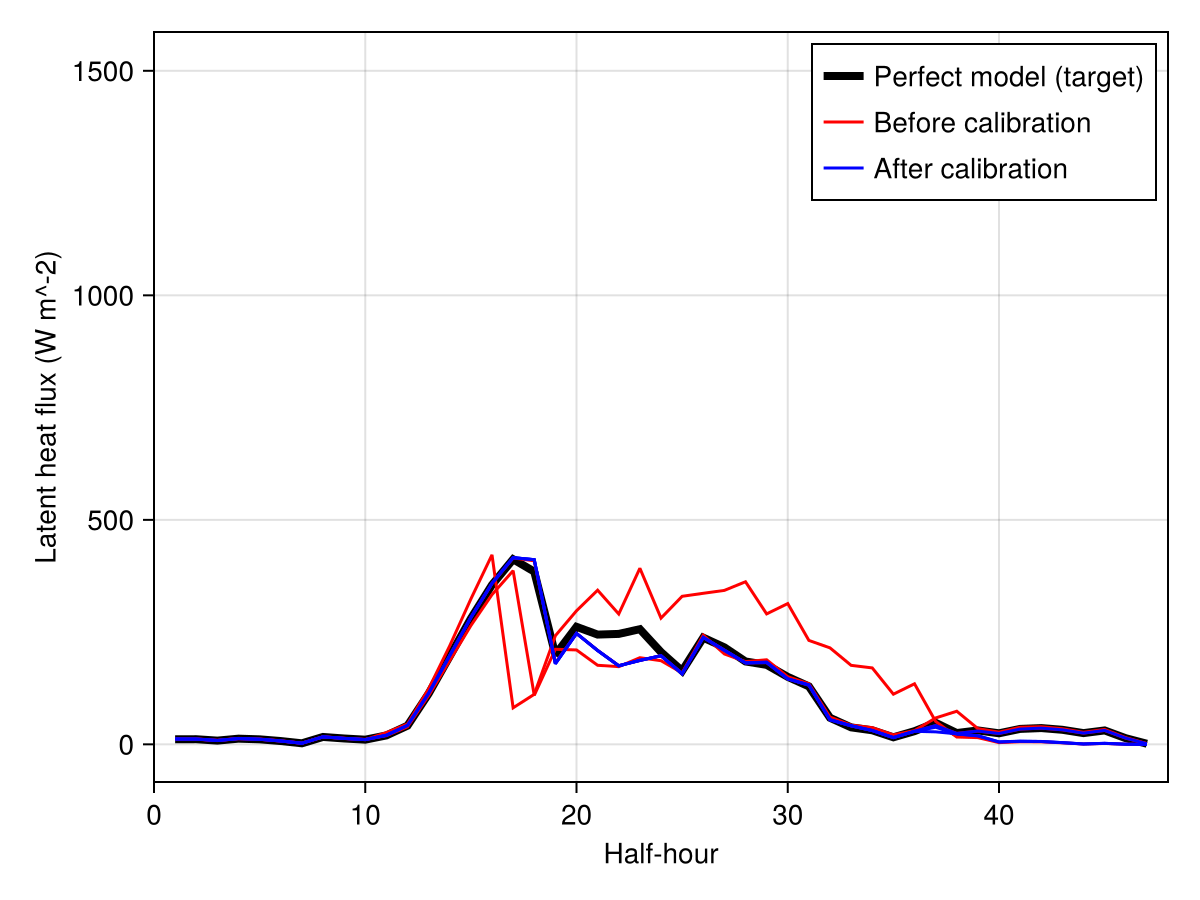 1500
1000
500
0
Latent heat flux (W m^-2)
Perfect model (target)
Before calibration
After calibration
0 10 20 30 40
Half-hour